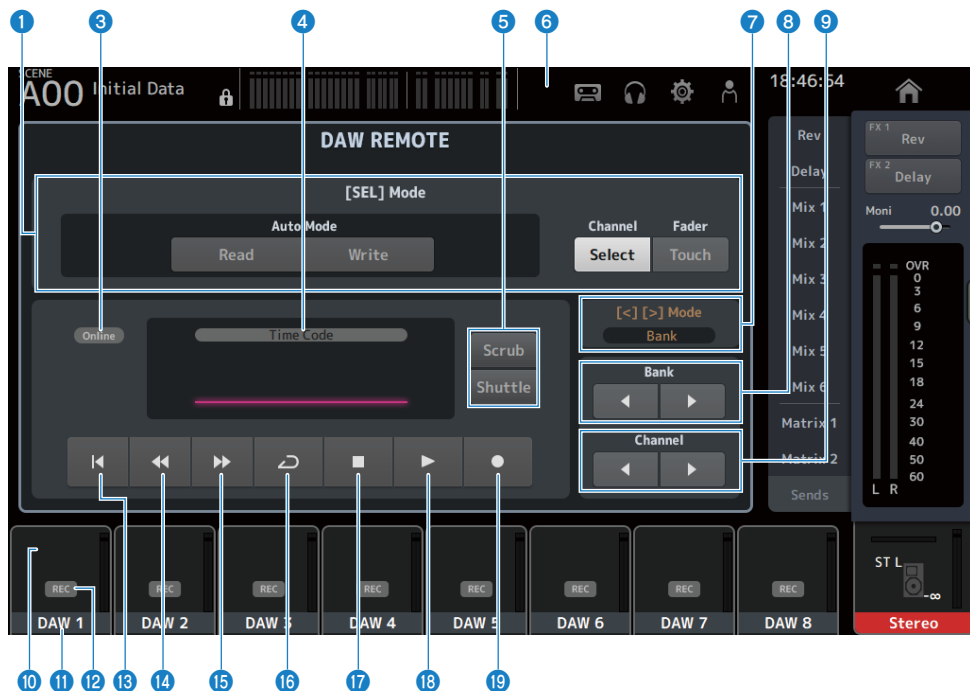 1 3 4 5 6 7 8 9
SCENE
A00 Initial Data 18:46:54
DAW REMOTE
[SEL] Mode
Auto Mode
Read Write
Channel Fader
Select Touch
Online
Time Code
Scrub
Shuttle
[<] [>] Mode
Bank
Bank
Channel
Rev
Delay
Mix 1
Mix 2
Mix 3
Mix 4
Mix 5
Mix 6
Matrix 1
Matrix 2
Sends
FX 1
Rev
FX 2
Delay
Moni 0.00
OVR
0
3
6
9
12
15
18
24
30
40
50
60
L R
REC REC REC REC REC REC REC REC
DAW 1 DAW 2 DAW 3 DAW 4 DAW 5 DAW 6 DAW 7 DAW 8
ST L
-∞
Stereo
10 11 12 13 14 15 16 17 18 19